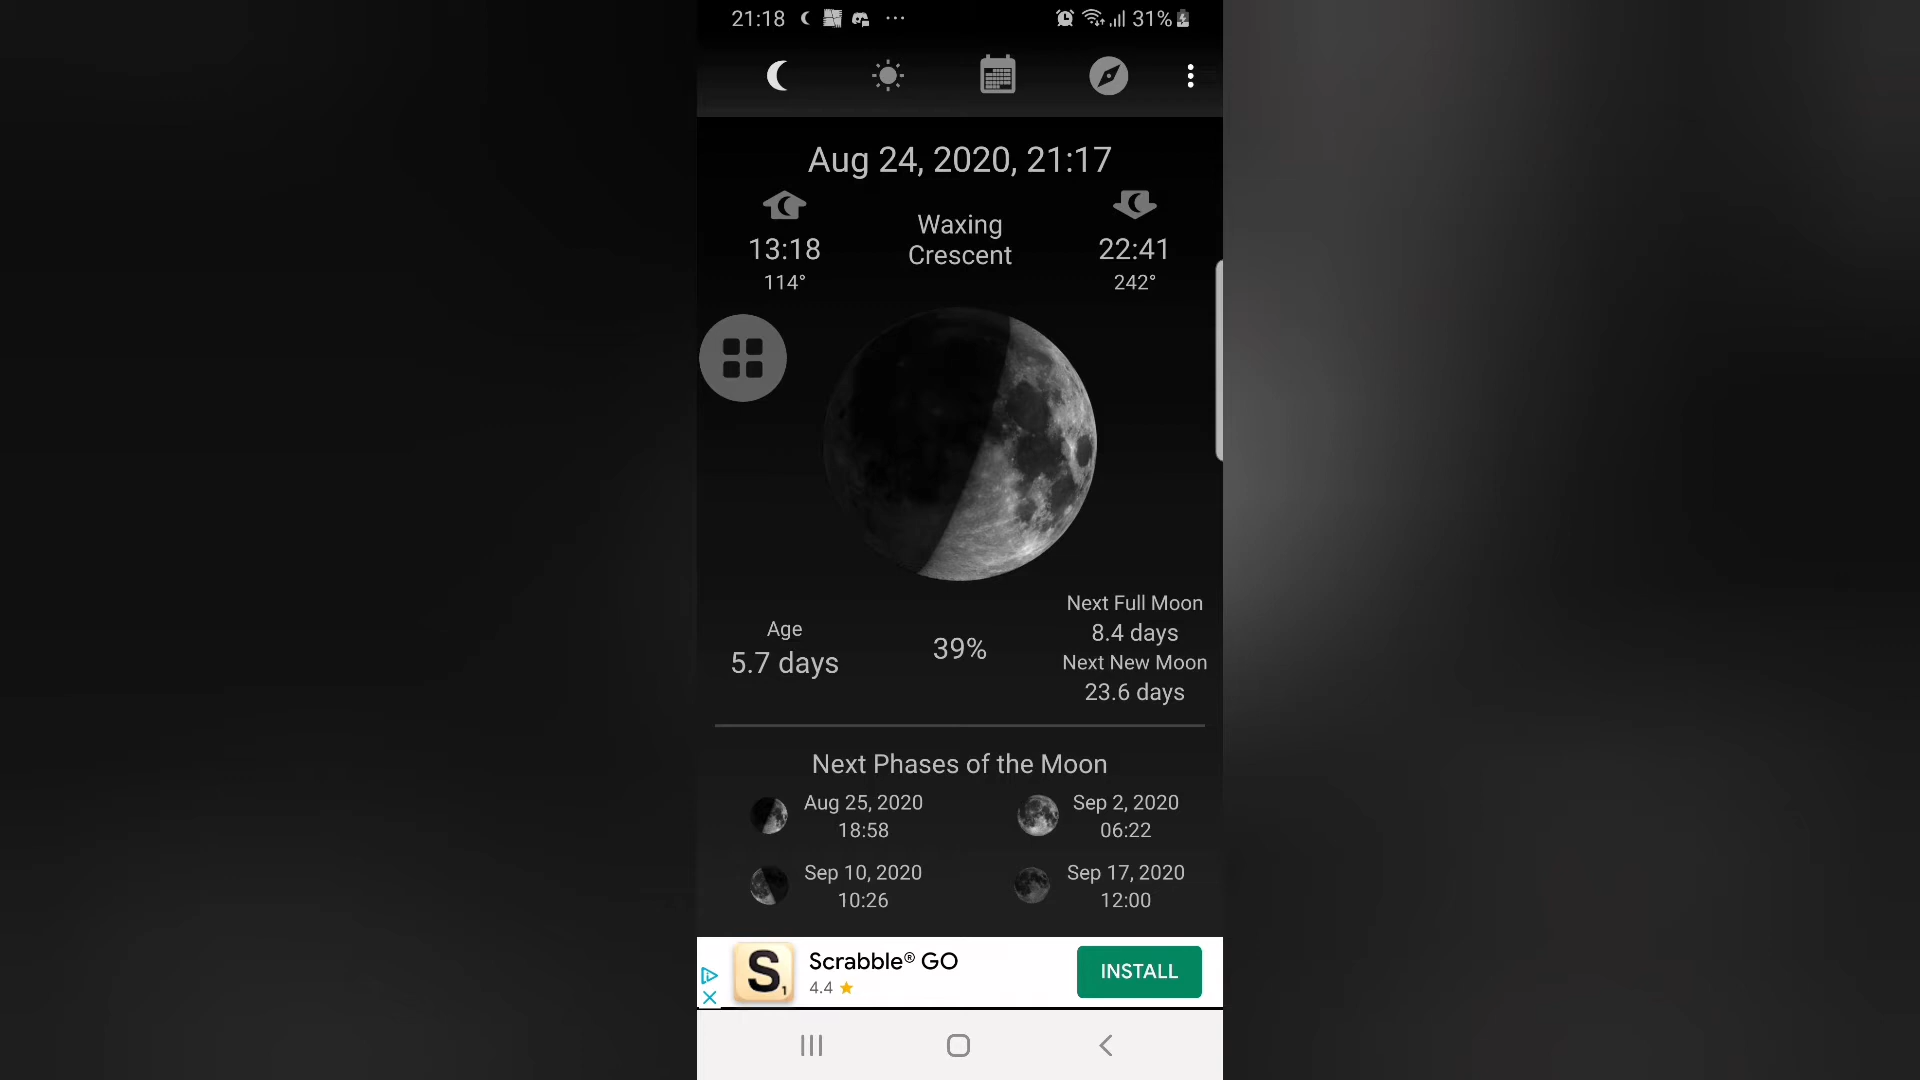 21:18 31%
Aug 24, 2020, 21:17
13:18
114°
Waxing
Crescent
22:41
242°
Age
5.7 days
39%
Next Full Moon
8.4 days
Next New Moon
23.6 days
Next Phases of the Moon
Aug 25, 2020
18:58
Sep 2, 2020
06:22
Sep 10, 2020
10:26
Sep 17, 2020
12:00
S1
Scrabble® GO
4.4
INSTALL